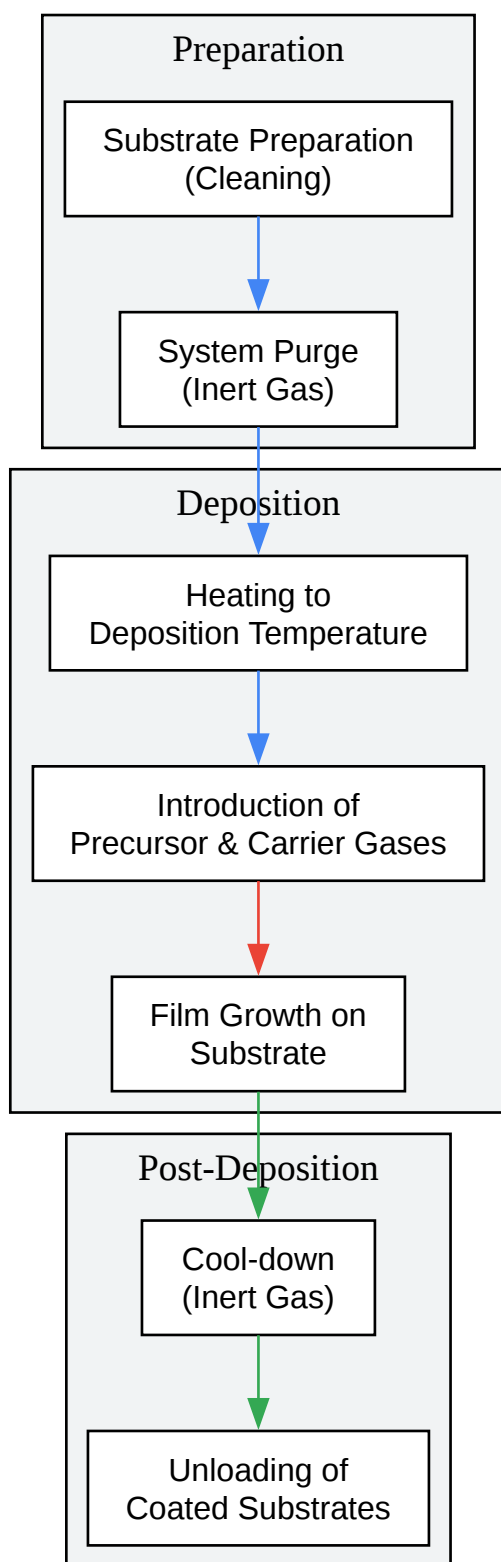 Preparation
Substrate Preparation
(Cleaning)
System Purge
(Inert Gas)
Deposition
Heating to
Deposition Temperature
Introduction of
Precursor & Carrier Gases
Film Growth on
Substrate
Post-Deposition
Cool-down
(Inert Gas)
Unloading of
Coated Substrates